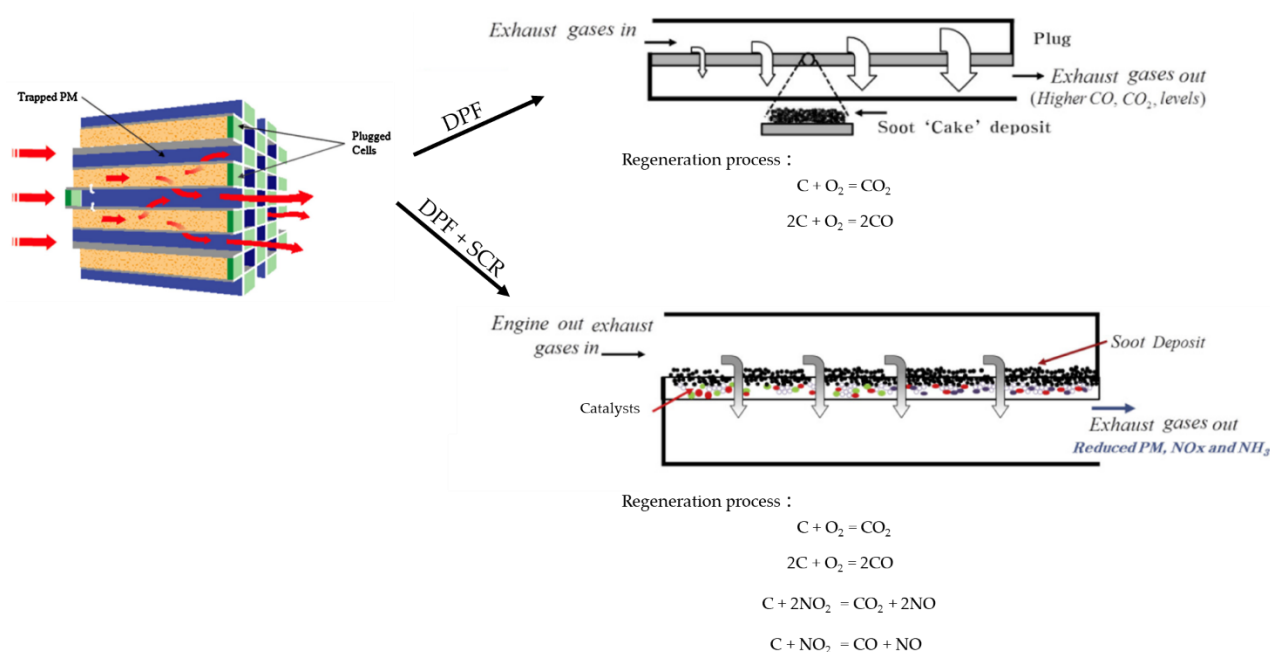 Trapped PM
Plugged
Cells
DPF
DPF + SCR
Exhaust gases in
Plug
Exhaust gases out
(Higher CO, CO₂, levels)
Soot ‘Cake’ deposit
Regeneration process：
C + O₂ = CO₂
2C + O₂ = 2CO
Engine out exhaust
gases in
Soot Deposit
Catalysts
Exhaust gases out
Reduced PM, NOx and NH₃
Regeneration process：
C + O₂ = CO₂
2C + O₂ = 2CO
C + 2NO₂ = CO₂ + 2NO
C + NO₂ = CO + NO